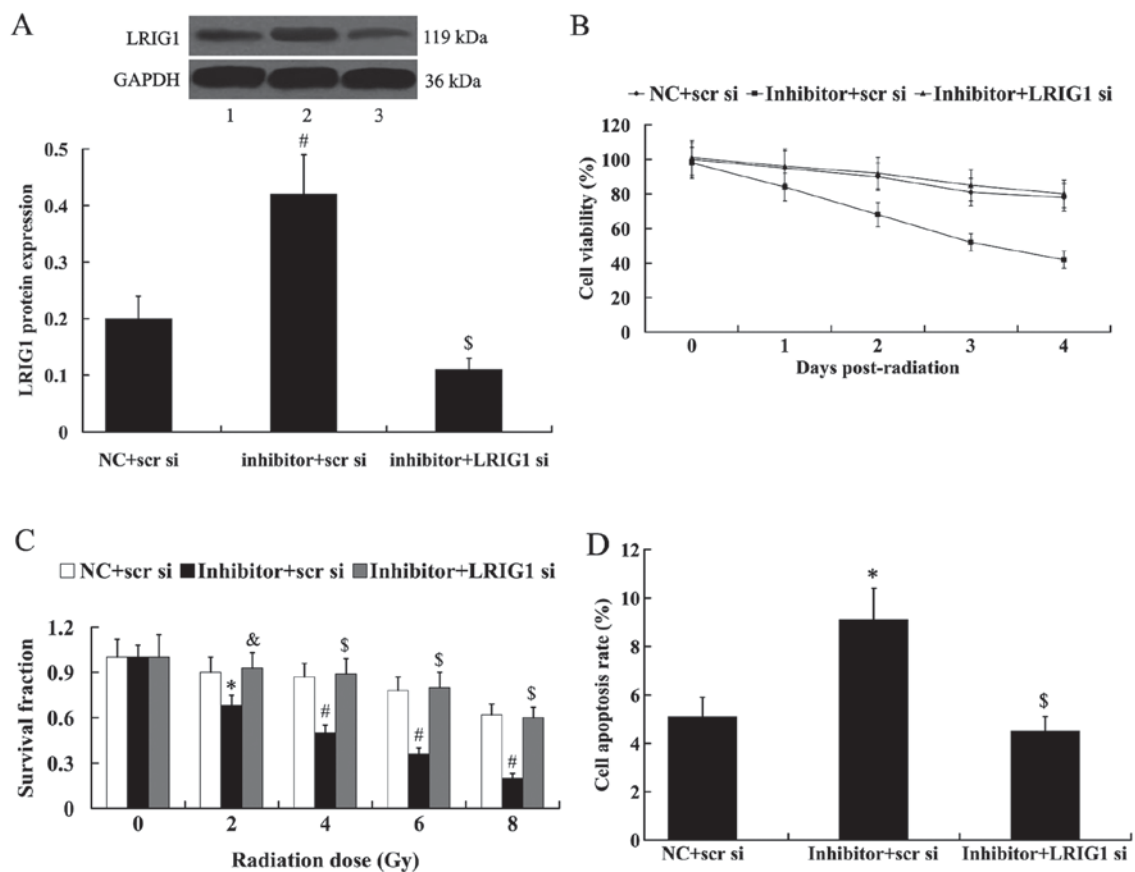 A
LRIG1
119 kDa
GAPDH
36 kDa
1 2 3
LRIG1 protein expression
0.5
0.4
0.3
0.2
0.1
0
#
$
NC+scr si inhibitor+scr si inhibitor+LRIG1 si
B
NC+scr si Inhibitor+scr si Inhibitor+LRIG1 si
Cell viability (%)
120
100
80
60
40
20
0
0 1 2 3 4
Days post-radiation
C
NC+scr si Inhibitor+scr si Inhibitor+LRIG1 si
Survival fraction
1.2
0.9
0.6
0.3
0
* & # $ # $ # $
0 2 4 6 8
Radiation dose (Gy)
D
Cell apoptosis rate (%)
12
10
8
6
4
2
0
*
$
NC+scr si Inhibitor+scr si Inhibitor+LRIG1 si